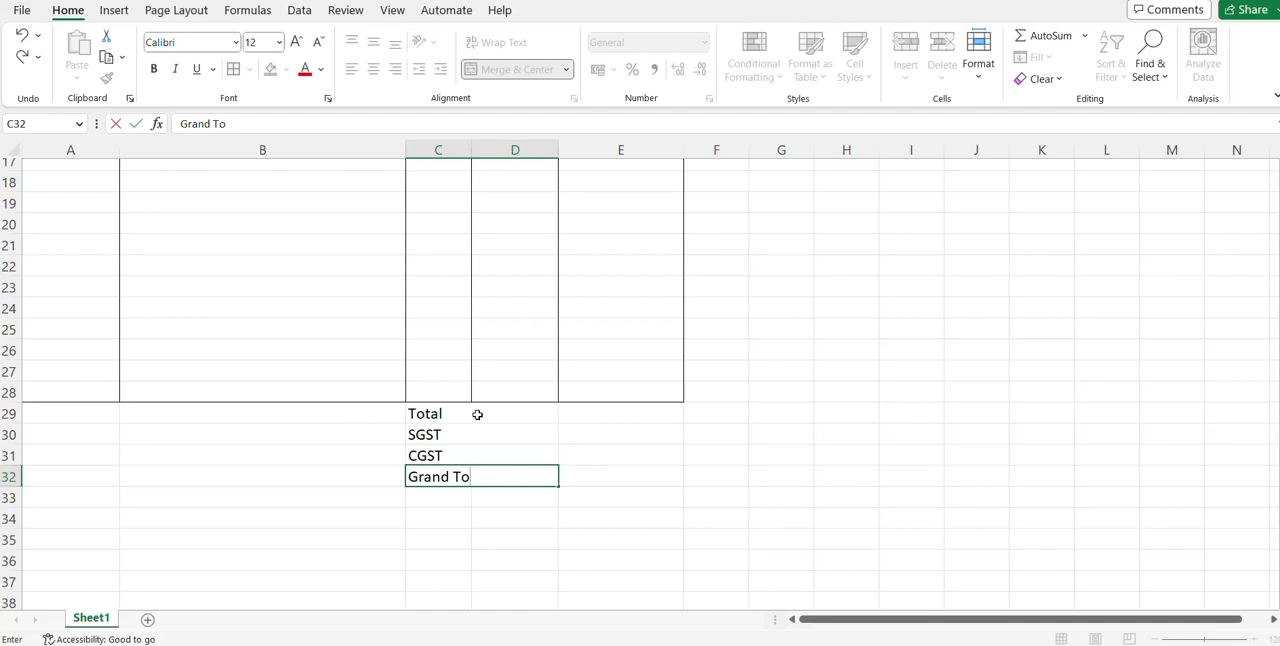 File Home Insert Page Layout Formulas Data Review View Automate Help Comments Share
Calibri 12 Wrap Text General AutoSum
Paste B I U Merge & Center % Conditional Formatting Format as Table Cell Styles Insert Delete Format Fill Clear Sort & Filter Find & Select Analyze Data
Undo Clipboard Font Alignment Number Styles Cells Editing Analysis
C32 fx Grand To
A B C D E F G H I J K L M N
17
18
19
20
21
22
23
24
25
26
27
28
29 Total
30 SGST
31 CGST
32 Grand To
33
34
35
36
37
38
Sheet1
Enter Accessibility: Good to go